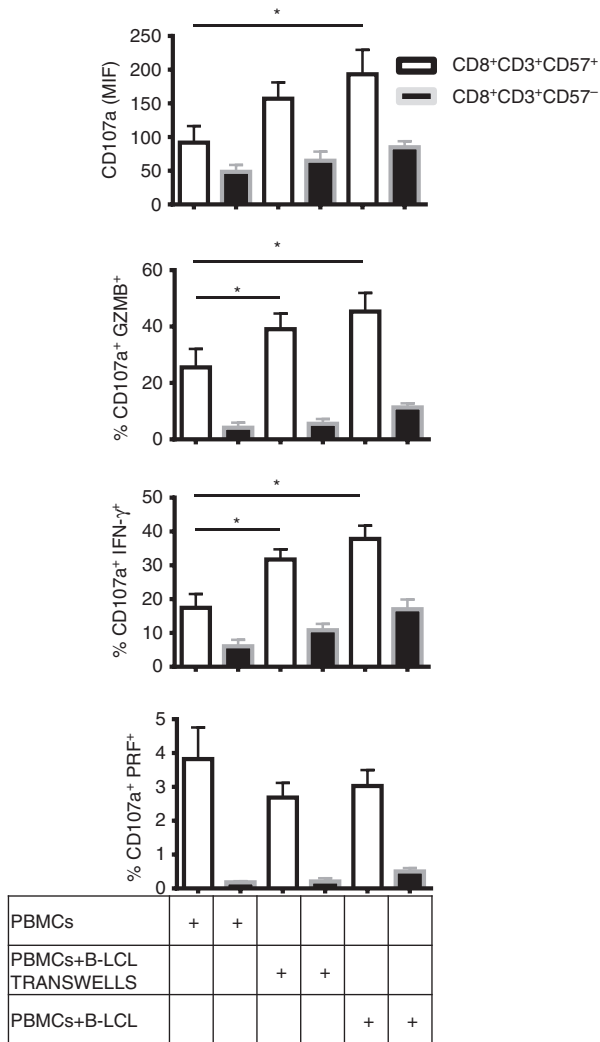 *
250
200
150
100
50
0
CD107a (MIF)
CD8⁺CD3⁺CD57⁺
CD8⁺CD3⁺CD57⁻
*
*
60
40
20
0
% CD107a⁺ GZMB⁺
*
*
50
40
30
20
10
0
% CD107a⁺ IFN-γ⁺
5
4
3
2
1
0
% CD107a⁺ PRF⁺
PBMCs + +
PBMCs+B-LCL
TRANSWELLS + +
PBMCs+B-LCL + +